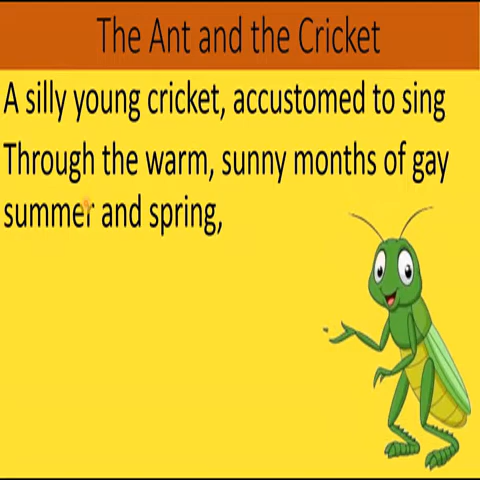 The Ant and the Cricket
A silly young cricket, accustomed to sing
Through the warm, sunny months of gay
summer and spring,